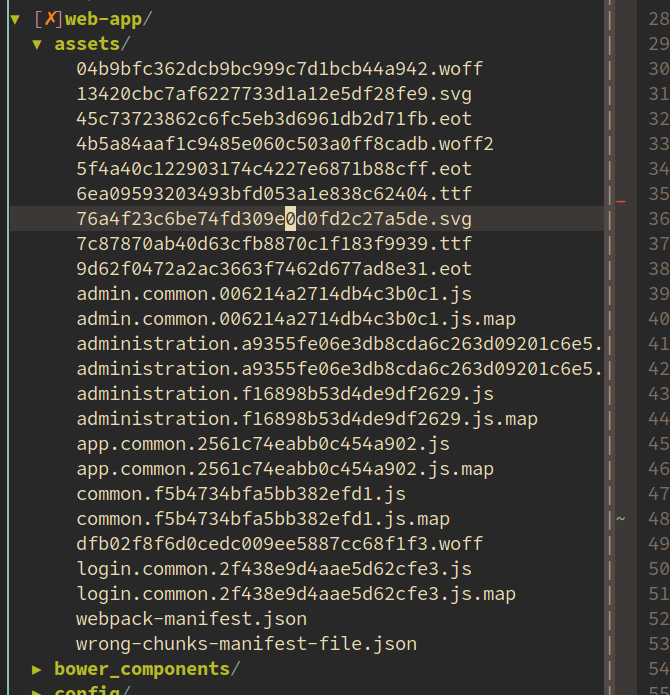 ▼ [✗]web-app/ 28
▼ assets/ 29
04b9bfc362dcb9bc999c7d1bcb44a942.woff 30
13420cbc7af6227733d1a12e5df28fe9.svg 31
45c73723862c6fc5eb3d6961db2d71fb.eot 32
4b5a84aaf1c9485e060c503a0ff8cadb.woff2 33
5f4a40c122903174c4227e6871b88cff.eot 34
6ea09593203493bfd053a1e838c62404.ttf _ 35
76a4f23c6be74fd309e0d0fd2c27a5de.svg 36
7c87870ab40d63cfb8870c1f183f9939.ttf 37
9d62f0472a2ac3663f7462d677ad8e31.eot 38
admin.common.006214a2714db4c3b0c1.js 39
admin.common.006214a2714db4c3b0c1.js.map 40
administration.a9355fe06e3db8cda6c263d09201c6e5. 41
administration.a9355fe06e3db8cda6c263d09201c6e5. 42
administration.f16898b53d4de9df2629.js 43
administration.f16898b53d4de9df2629.js.map 44
app.common.2561c74eabb0c454a902.js 45
app.common.2561c74eabb0c454a902.js.map 46
common.f5b4734bfa5bb382efd1.js 47
common.f5b4734bfa5bb382efd1.js.map ~ 48
dfb02f8f6d0cedc009ee5887cc68f1f3.woff 49
login.common.2f438e9d4aae5d62cfe3.js 50
login.common.2f438e9d4aae5d62cfe3.js.map 51
webpack-manifest.json 52
wrong-chunks-manifest-file.json 53
▶ bower_components/ 54
▶ config/ 55